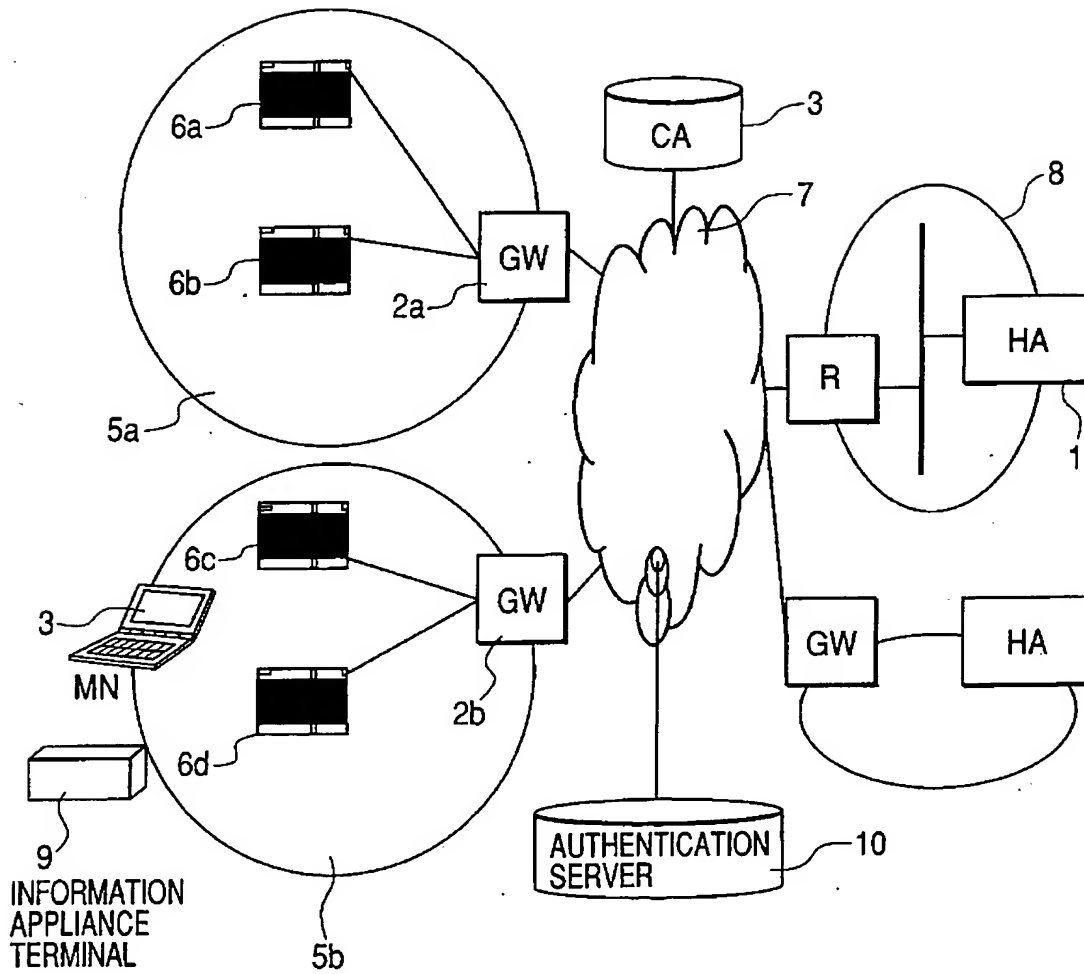 6a
6b
GW
2a
5a
CA
3
7
8
R
HA
1
6c
3
MN
6d
GW
2b
GW
HA
9
INFORMATION
APPLIANCE
TERMINAL
5b
AUTHENTICATION
SERVER
10